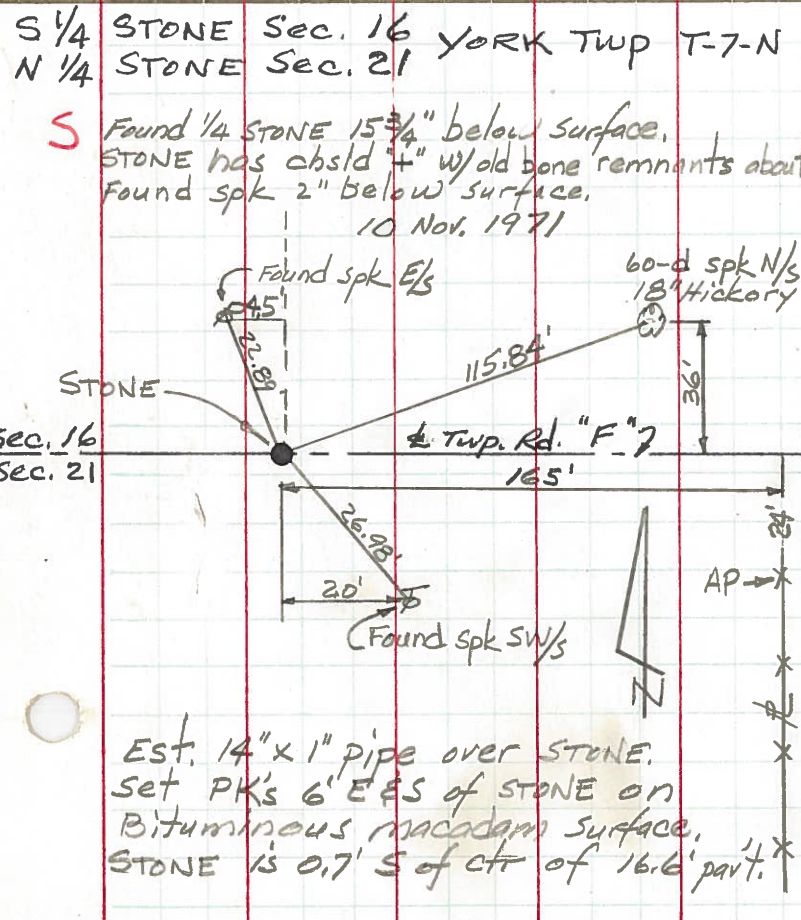 S 1/4 STONE Sec. 16 YORK TWP T-7-N
N 1/4 STONE Sec. 21
S
Found 1/4 STONE 15 3/4" below surface.
STONE has chsld "+" w/old bone remnants about
Found spk 2" below surface.
10 Nov. 1971
Found spk E/s
60-d spk N/s
18" Hickory
4.5'
22.89
115.84'
36'
STONE
Sec. 16
Sec. 21
℄ Twp. Rd. "F"
165'
26.98'
24'
20'
AP
Found spk SW/s
N
℄
Est. 14" x 1" pipe over STONE.
Set PK's 6' E & S of STONE on
Bituminous macadam surface.
STONE is 0.7' S of ctr of 16.6' pav't.